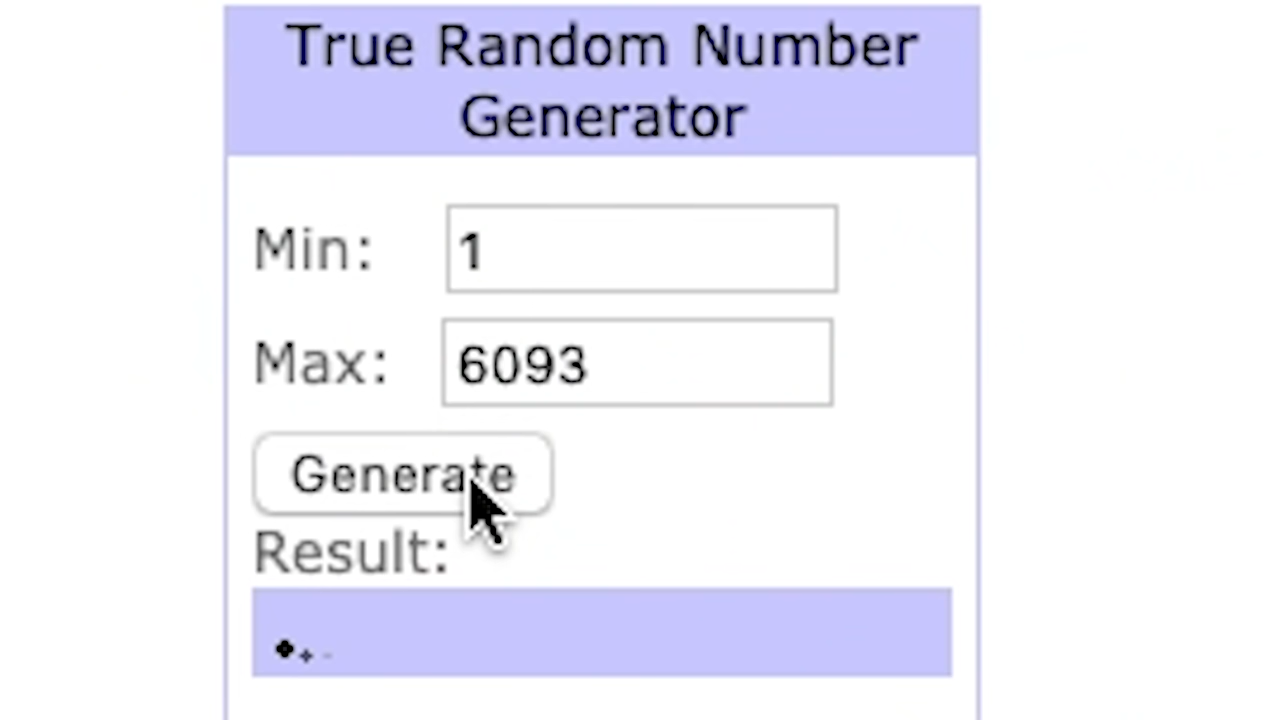 True Random Number
Generator
Min: 1
Max: 6093
Generate
Result: